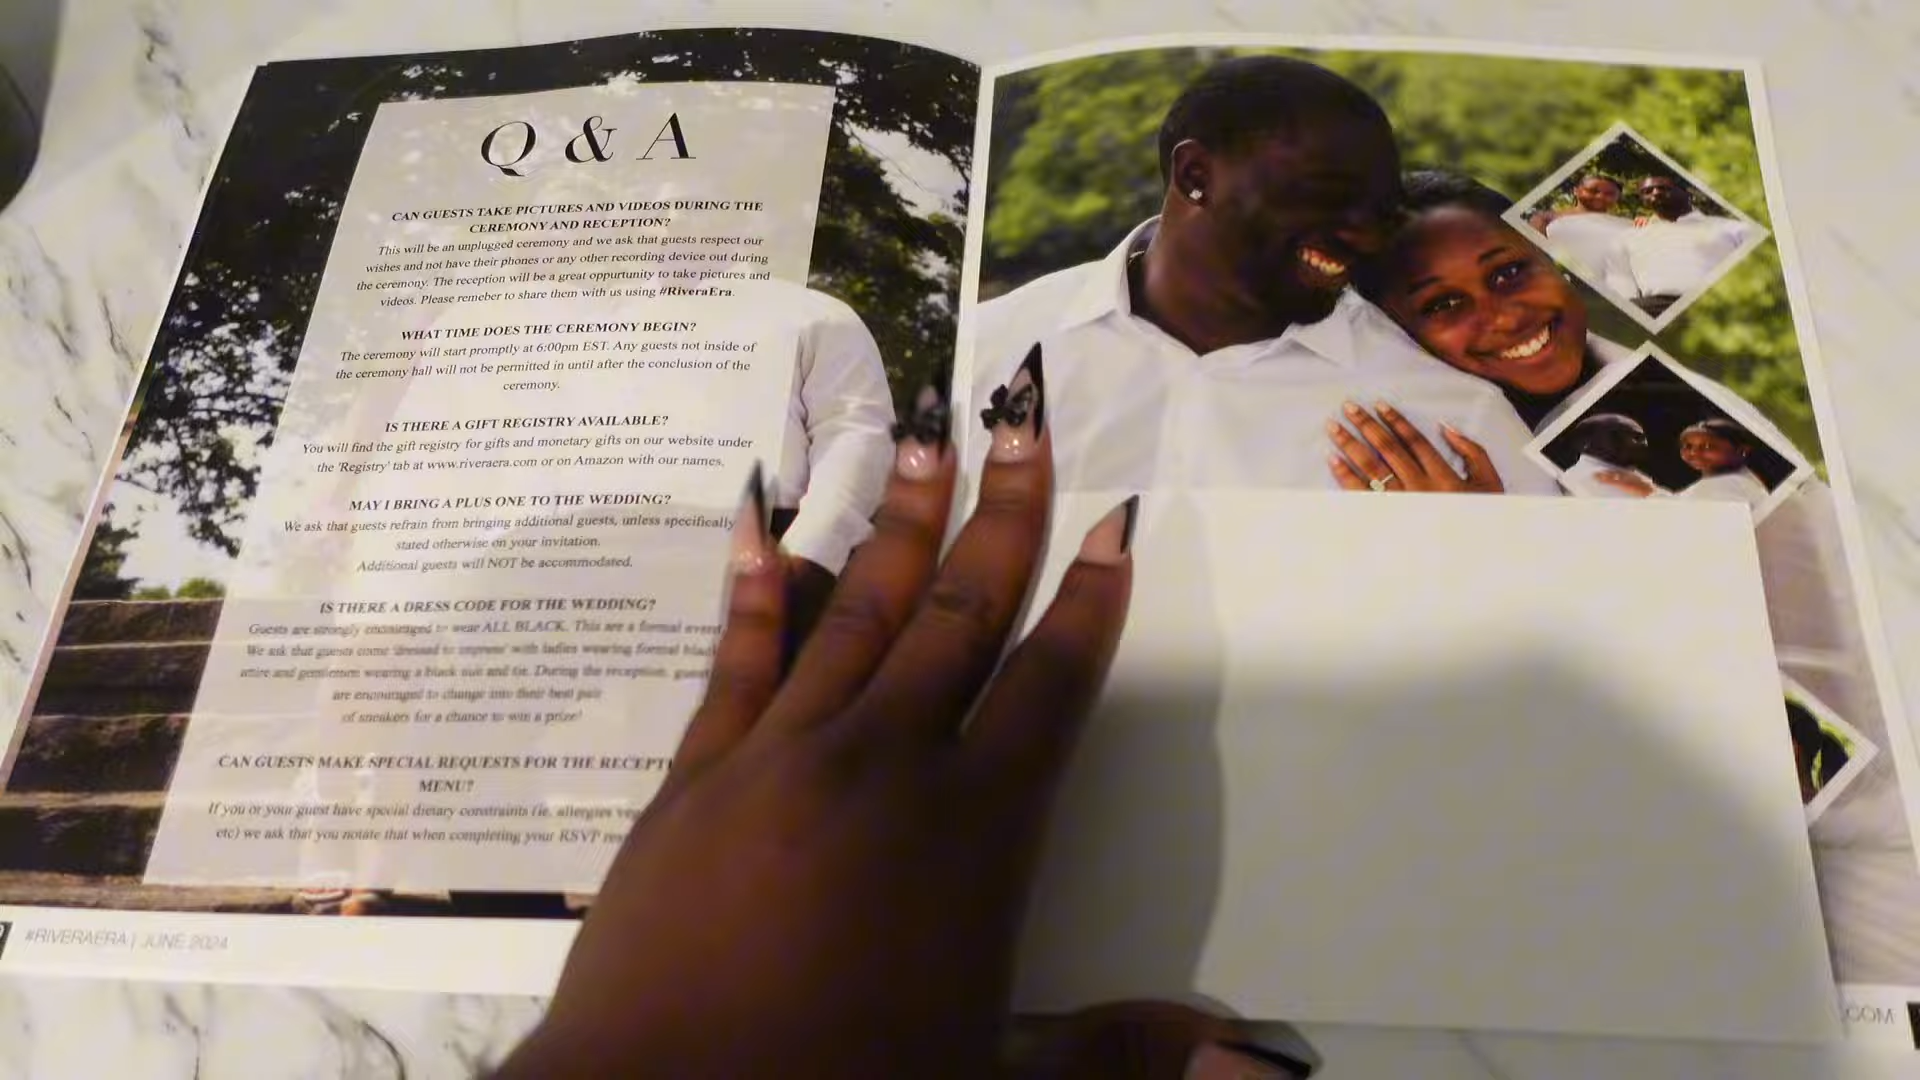 Q & A
CAN GUESTS TAKE PICTURES AND VIDEOS DURING THE
CEREMONY AND RECEPTION?
This will be an unplugged ceremony and we ask that guests respect our
wishes and not have their phones or any other recording device out during
the ceremony. The reception will be a great oppurtunity to take pictures and
videos. Please remeber to share them with us using #RiveraEra.
WHAT TIME DOES THE CEREMONY BEGIN?
The ceremony will start promptly at 6:00pm EST. Any guests not inside of
the ceremony hall will not be permitted in until after the conclusion of the
ceremony.
IS THERE A GIFT REGISTRY AVAILABLE?
You will find the gift registry for gifts and monetary gifts on our website under
the 'Registry' tab at www.riveraera.com or on Amazon with our names.
MAY I BRING A PLUS ONE TO THE WEDDING?
We ask that guests refrain from bringing additional guests, unless specifically
stated otherwise on your invitation.
Additional guests will NOT be accommodated.
IS THERE A DRESS CODE FOR THE WEDDING?
Guests are strongly encouraged to wear ALL BLACK. This are a formal event
We ask that guests come 'dressed to impress' with ladies wearing formal black
attire and gentlemen wearing a black suit and tie. During the reception, guest
are encouraged to change into their best pair
of sneakers for a chance to win a prize!
CAN GUESTS MAKE SPECIAL REQUESTS FOR THE RECEPTI
MENU?
If you or your guest have special dietary constraints (ie. allergies
etc) we ask that you notate that when completing your RSVP
#RIVERAERA | JUNE 2024
.COM